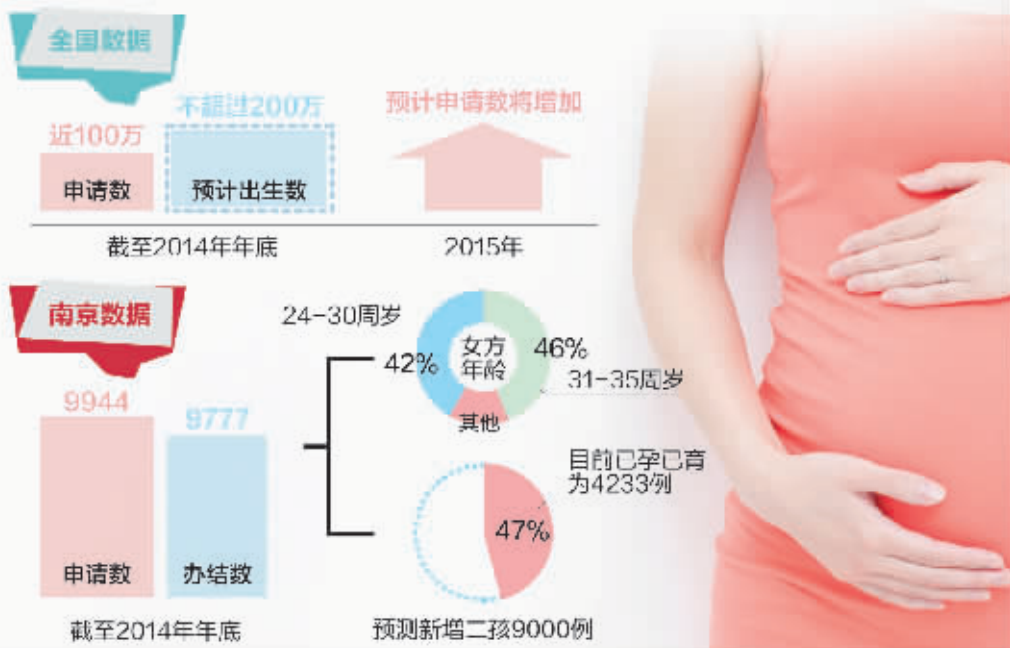 全国数据
不超过200万
近100万
预计申请数将增加
申请数
预计出生数
截至2014年年底
2015年
南京数据
24-30周岁
42%
女方
年龄
46%
31-35周岁
其他
9944
9777
目前已孕已育
为4233例
47%
申请数
办结数
截至2014年年底
预测新增二孩9000例